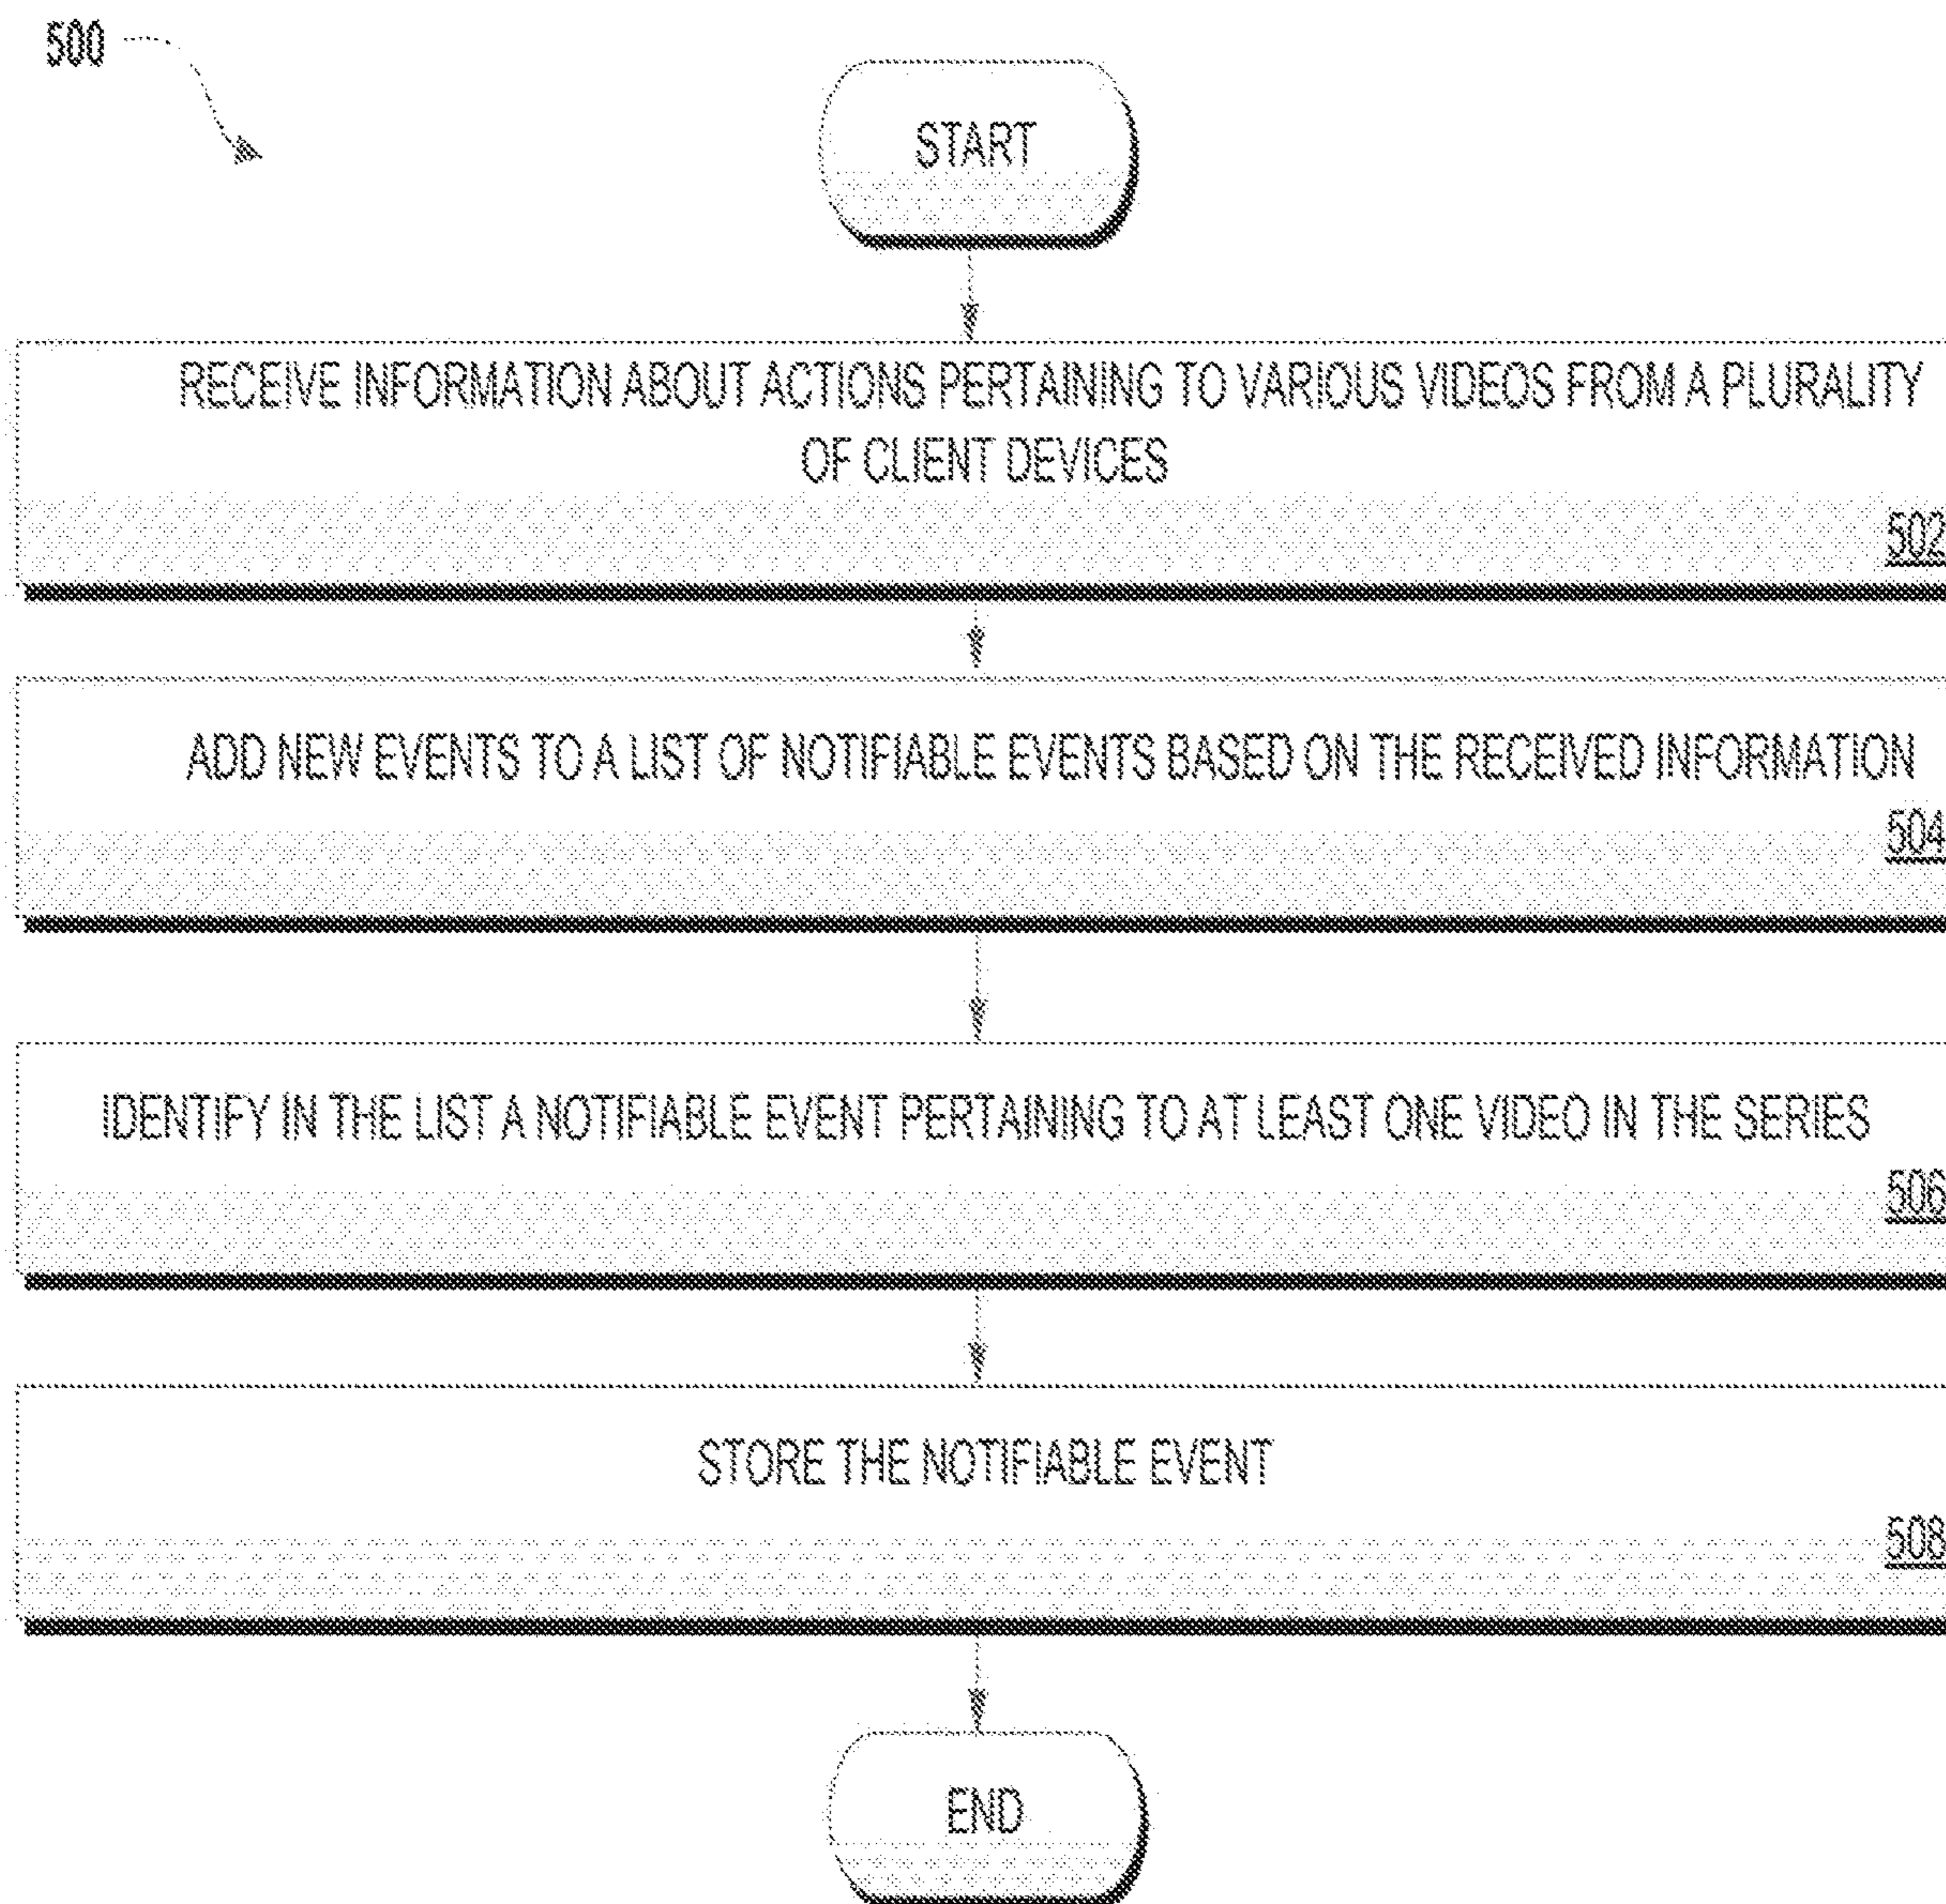 500
START
RECEIVE INFORMATION ABOUT ACTIONS PERTAINING TO VARIOUS VIDEOS FROM A PLURALITY
OF CLIENT DEVICES
502
ADD NEW EVENTS TO A LIST OF NOTIFIABLE EVENTS BASED ON THE RECEIVED INFORMATION
504
IDENTIFY IN THE LIST A NOTIFIABLE EVENT PERTAINING TO AT LEAST ONE VIDEO IN THE SERIES
506
STORE THE NOTIFIABLE EVENT
508
END